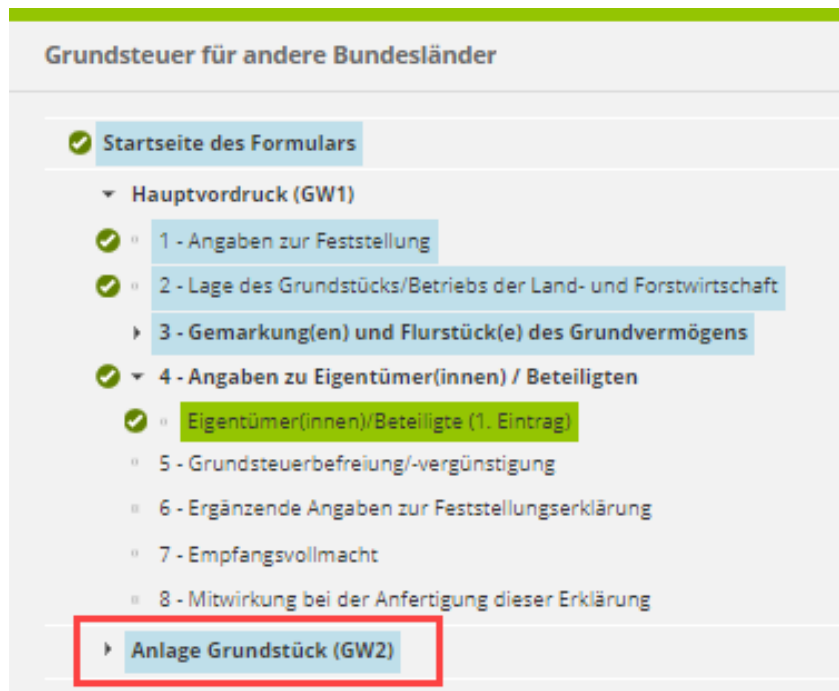 Grundsteuer für andere Bundesländer
Startseite des Formulars
Hauptvordruck (GW1)
1 - Angaben zur Feststellung
2 - Lage des Grundstücks/Betriebs der Land- und Forstwirtschaft
3 - Gemarkung(en) und Flurstück(e) des Grundvermögens
4 - Angaben zu Eigentümer(innen) / Beteiligten
Eigentümer(innen)/Beteiligte (1. Eintrag)
5 - Grundsteuerbefreiung/-vergünstigung
6 - Ergänzende Angaben zur Feststellungserklärung
7 - Empfangsvollmacht
8 - Mitwirkung bei der Anfertigung dieser Erklärung
Anlage Grundstück (GW2)